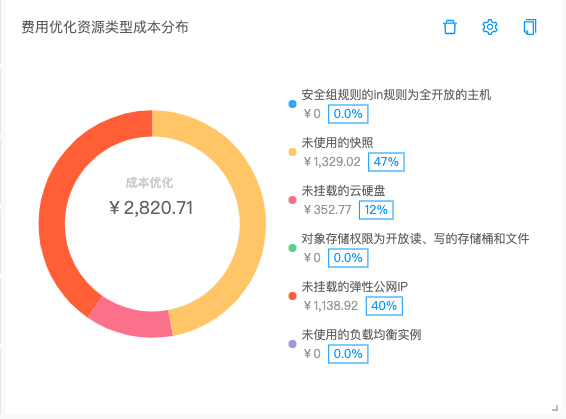 费用优化资源类型成本分布
成本优化
¥2,820.71
安全组规则的in规则为全开放的主机
¥0 0.0%
未使用的快照
¥1,329.02 47%
未挂载的云硬盘
¥352.77 12%
对象存储权限为开放读、写的存储桶和文件
¥0 0.0%
未挂载的弹性公网IP
¥1,138.92 40%
未使用的负载均衡实例
¥0 0.0%